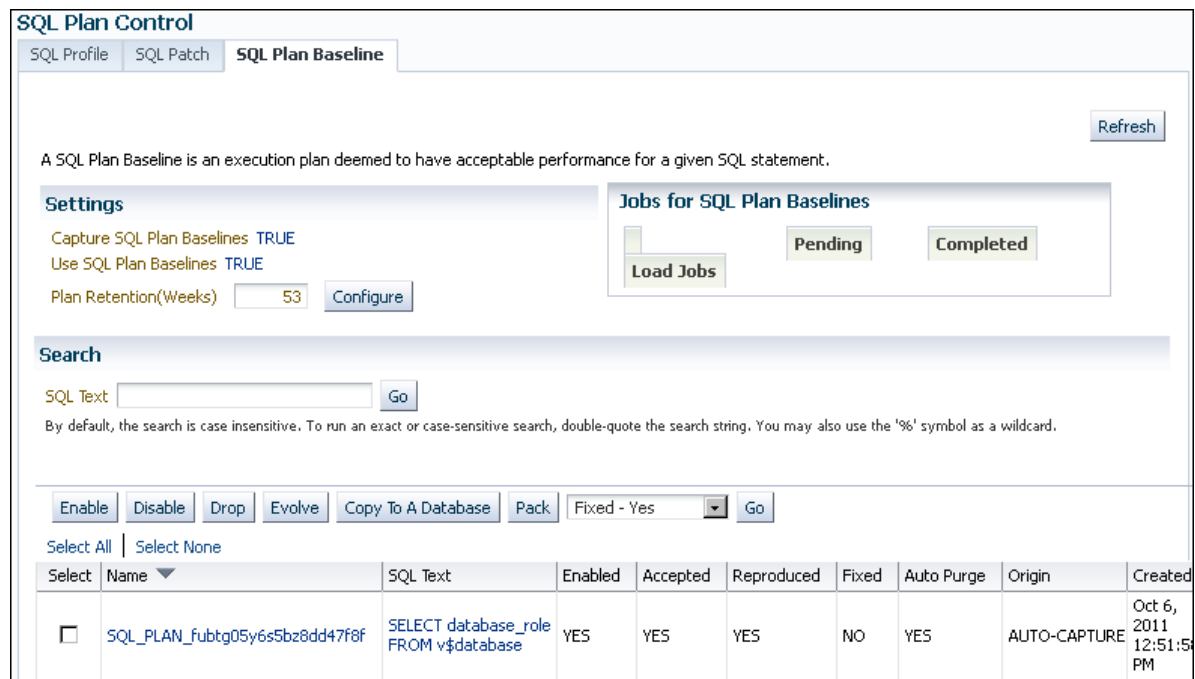 SQL Plan Control
SQL Profile
SQL Patch
SQL Plan Baseline
Refresh
A SQL Plan Baseline is an execution plan deemed to have acceptable performance for a given SQL statement.
Settings
Capture SQL Plan Baselines TRUE
Use SQL Plan Baselines TRUE
Plan Retention(Weeks) 53 Configure
Jobs for SQL Plan Baselines
Pending Completed
Load Jobs
Search
SQL Text Go
By default, the search is case insensitive. To run an exact or case-sensitive search, double-quote the search string. You may also use the '%' symbol as a wildcard.
Enable Disable Drop Evolve Copy To A Database Pack Fixed - Yes Go
Select All Select None
Select Name SQL Text Enabled Accepted Reproduced Fixed Auto Purge Origin Created
SQL_PLAN_fubtg05y6s5bz8dd47f8f
SELECT database_role
FROM v$database
YES YES YES NO YES AUTO-CAPTURE
Oct 6,
2011
12:51:58
PM